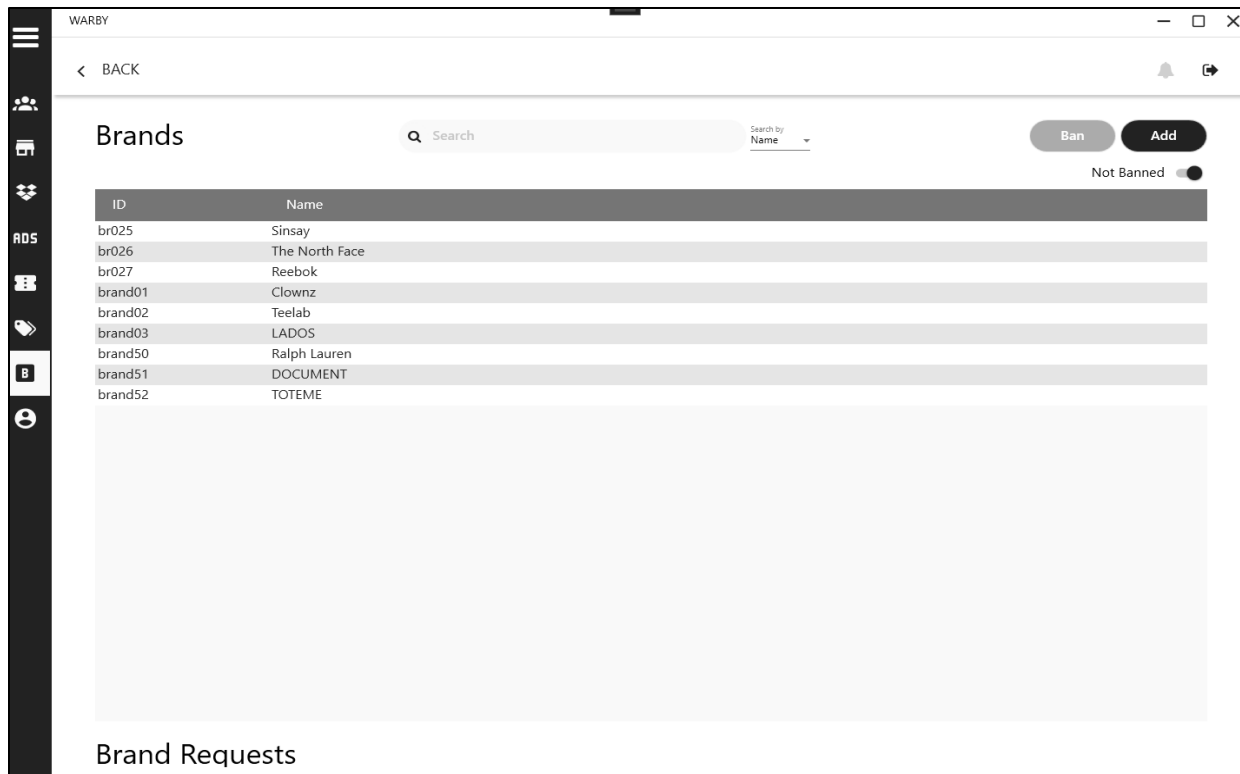 WARBY
BACK
Brands
Search
Search by
Name
Ban
Add
Not Banned
ID Name
br025 Sinsay
br026 The North Face
br027 Reebok
brand01 Clownz
brand02 Teelab
brand03 LADOS
brand50 Ralph Lauren
brand51 DOCUMENT
brand52 TOTEME
ADS
B
Brand Requests